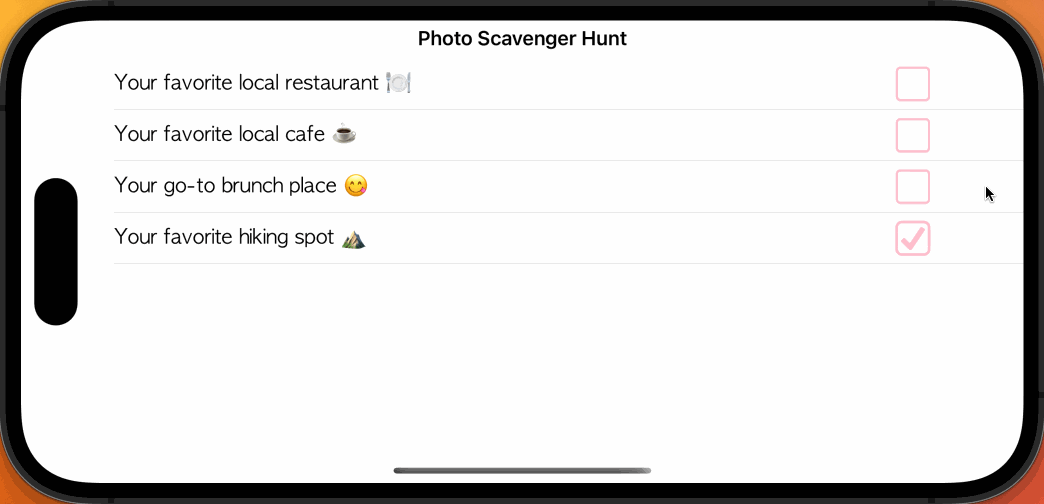 Photo Scavenger Hunt
Your favorite local restaurant 🍽️
Your favorite local cafe ☕
Your go-to brunch place 😋
Your favorite hiking spot ⛰️